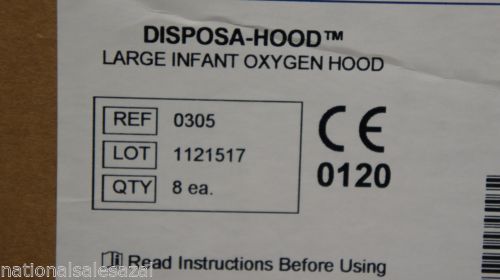 DISPOSA-HOOD™
LARGE INFANT OXYGEN HOOD
REF 0305
LOT 1121517
QTY 8 ea.
CE
0120
Read Instructions Before Using
nationalsalesazal